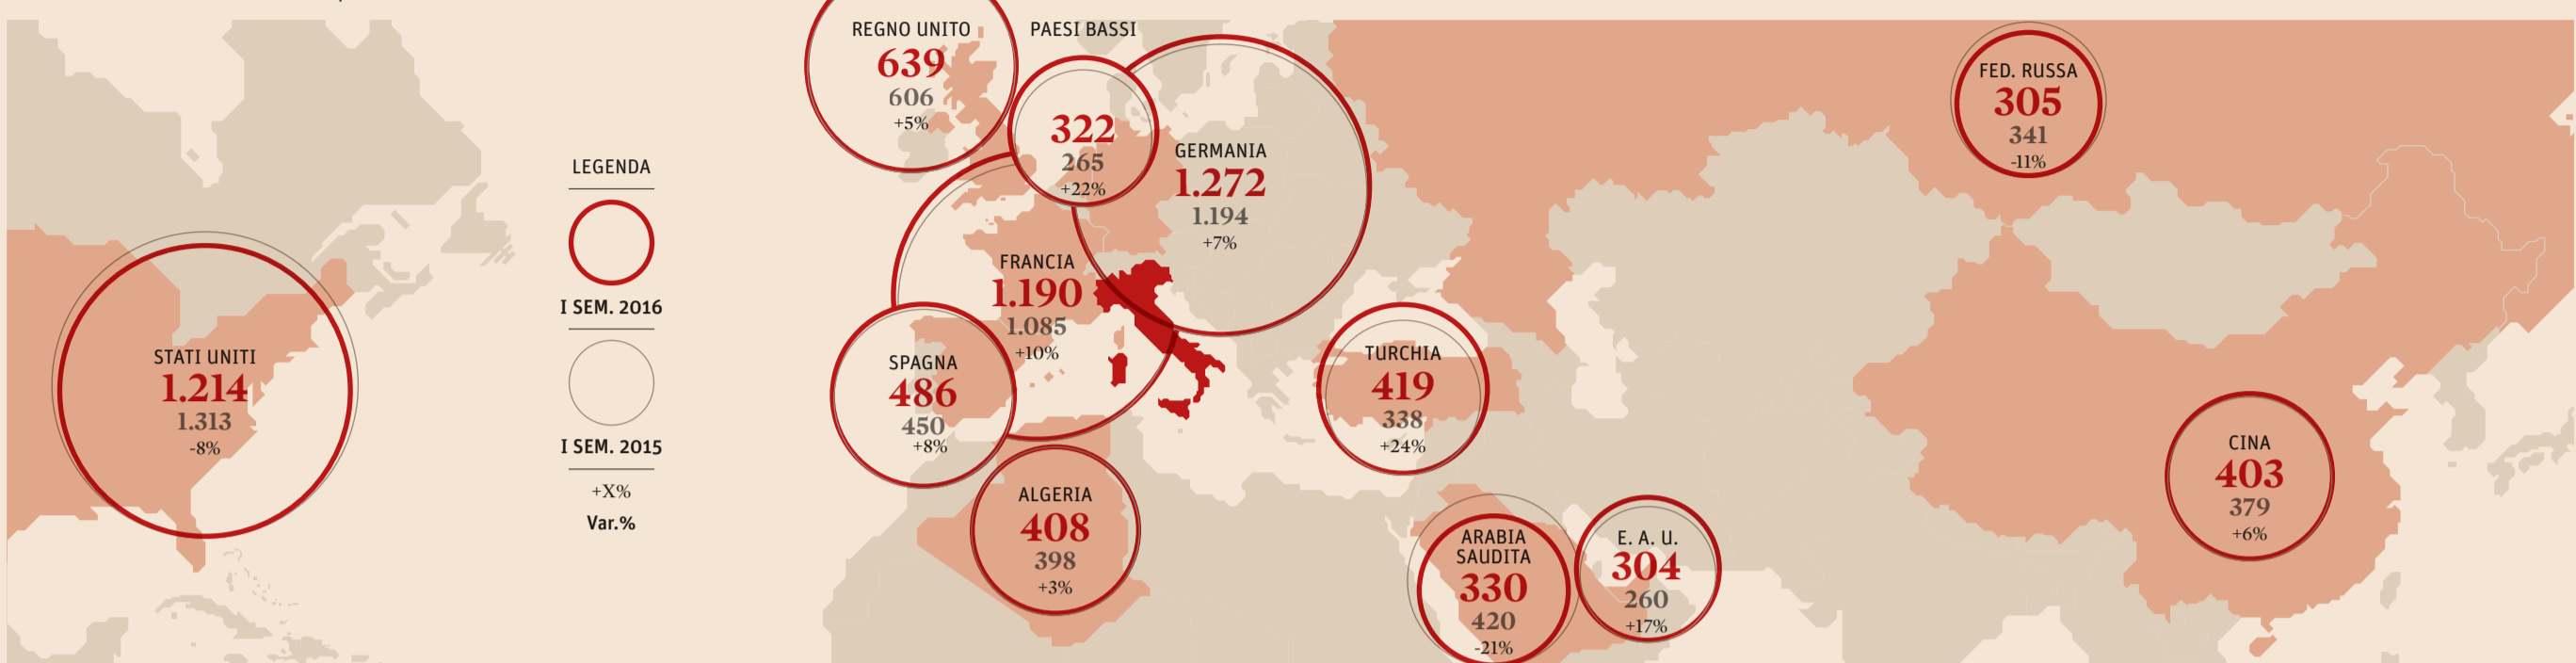 REGNO UNITO
639
606
+5%
PAESI BASSI
322
265
+22%
GERMANIA
1.272
1.194
+7%
FED. RUSSA
305
341
-11%
LEGENDA
I SEM. 2016
I SEM. 2015
+X%
Var.%
STATI UNITI
1.214
1.313
-8%
FRANCIA
1.190
1.085
+10%
SPAGNA
486
450
+8%
TURCHIA
419
338
+24%
CINA
403
379
+6%
ALGERIA
408
398
+3%
ARABIA
SAUDITA
330
420
-21%
E. A. U.
304
260
+17%